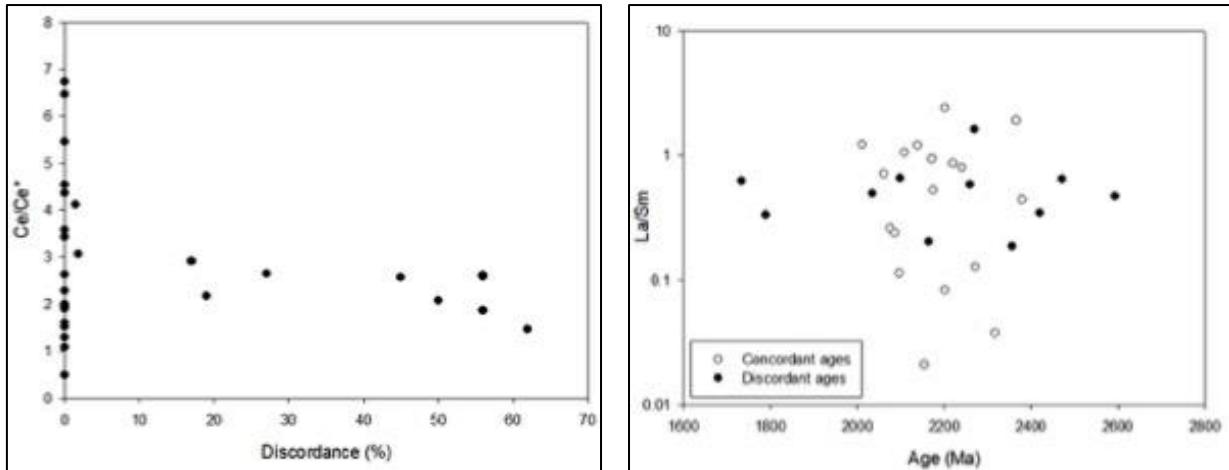 8
7
6
5
4
3
2
1
0
Ce/Ce*
0 10 20 30 40 50 60 70
Discordance (%)
10
1
0.1
0.01
La/Sm
Concordant ages
Discordant ages
1600 1800 2000 2200 2400 2600 2800
Age (Ma)